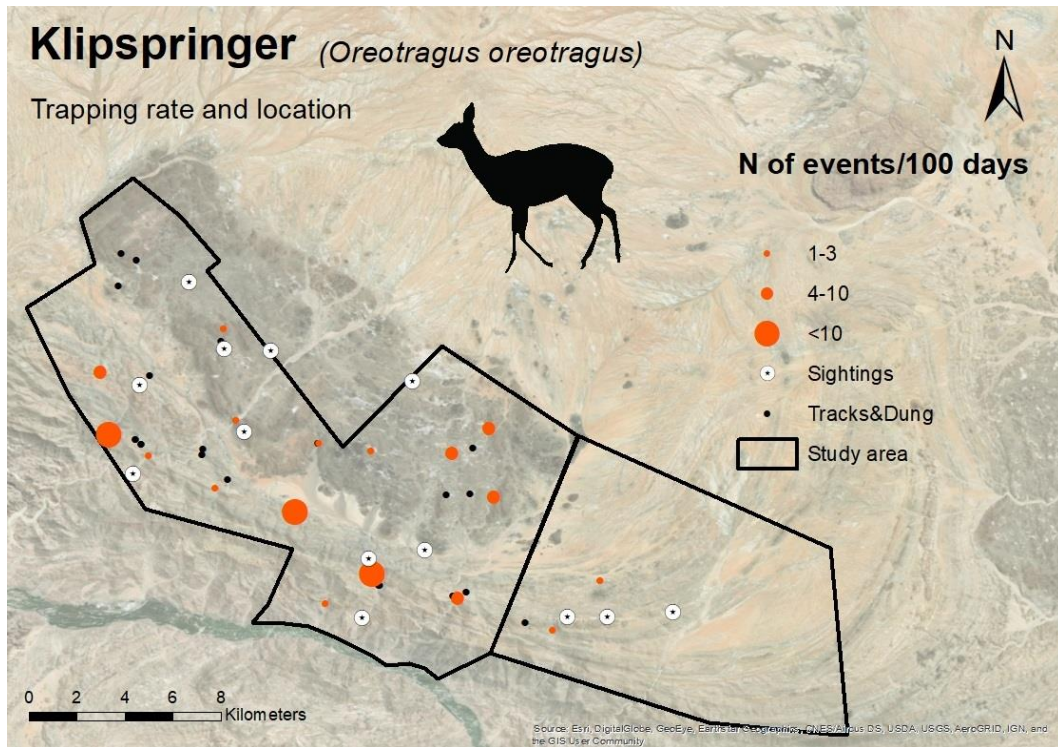 Klipspringer (Oreotragus oreotragus)
Trapping rate and location
N
N of events/100 days
1-3
4-10
<10
Sightings
Tracks&Dung
Study area
0 2 4 6 8
Kilometers
Source: Esri, DigitalGlobe, GeoEye, Earthstar Geographics, CNES/Airbus DS, USDA, USGS, AeroGRID, IGN, and
the GIS User Community